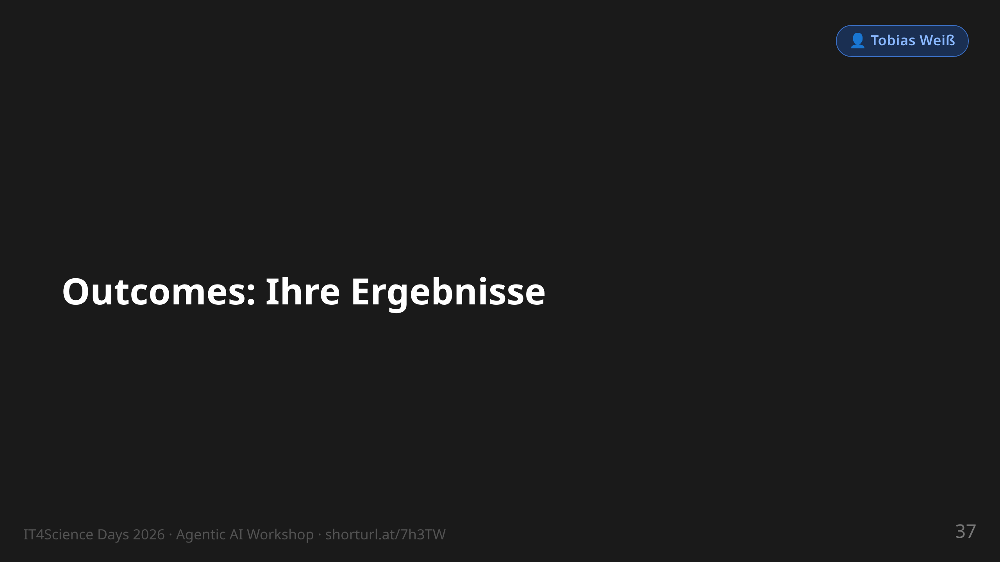 👤 Tobias Weiß
Outcomes: Ihre Ergebnisse
IT4Science Days 2026 · Agentic AI Workshop · shorturl.at/7h3TW
37